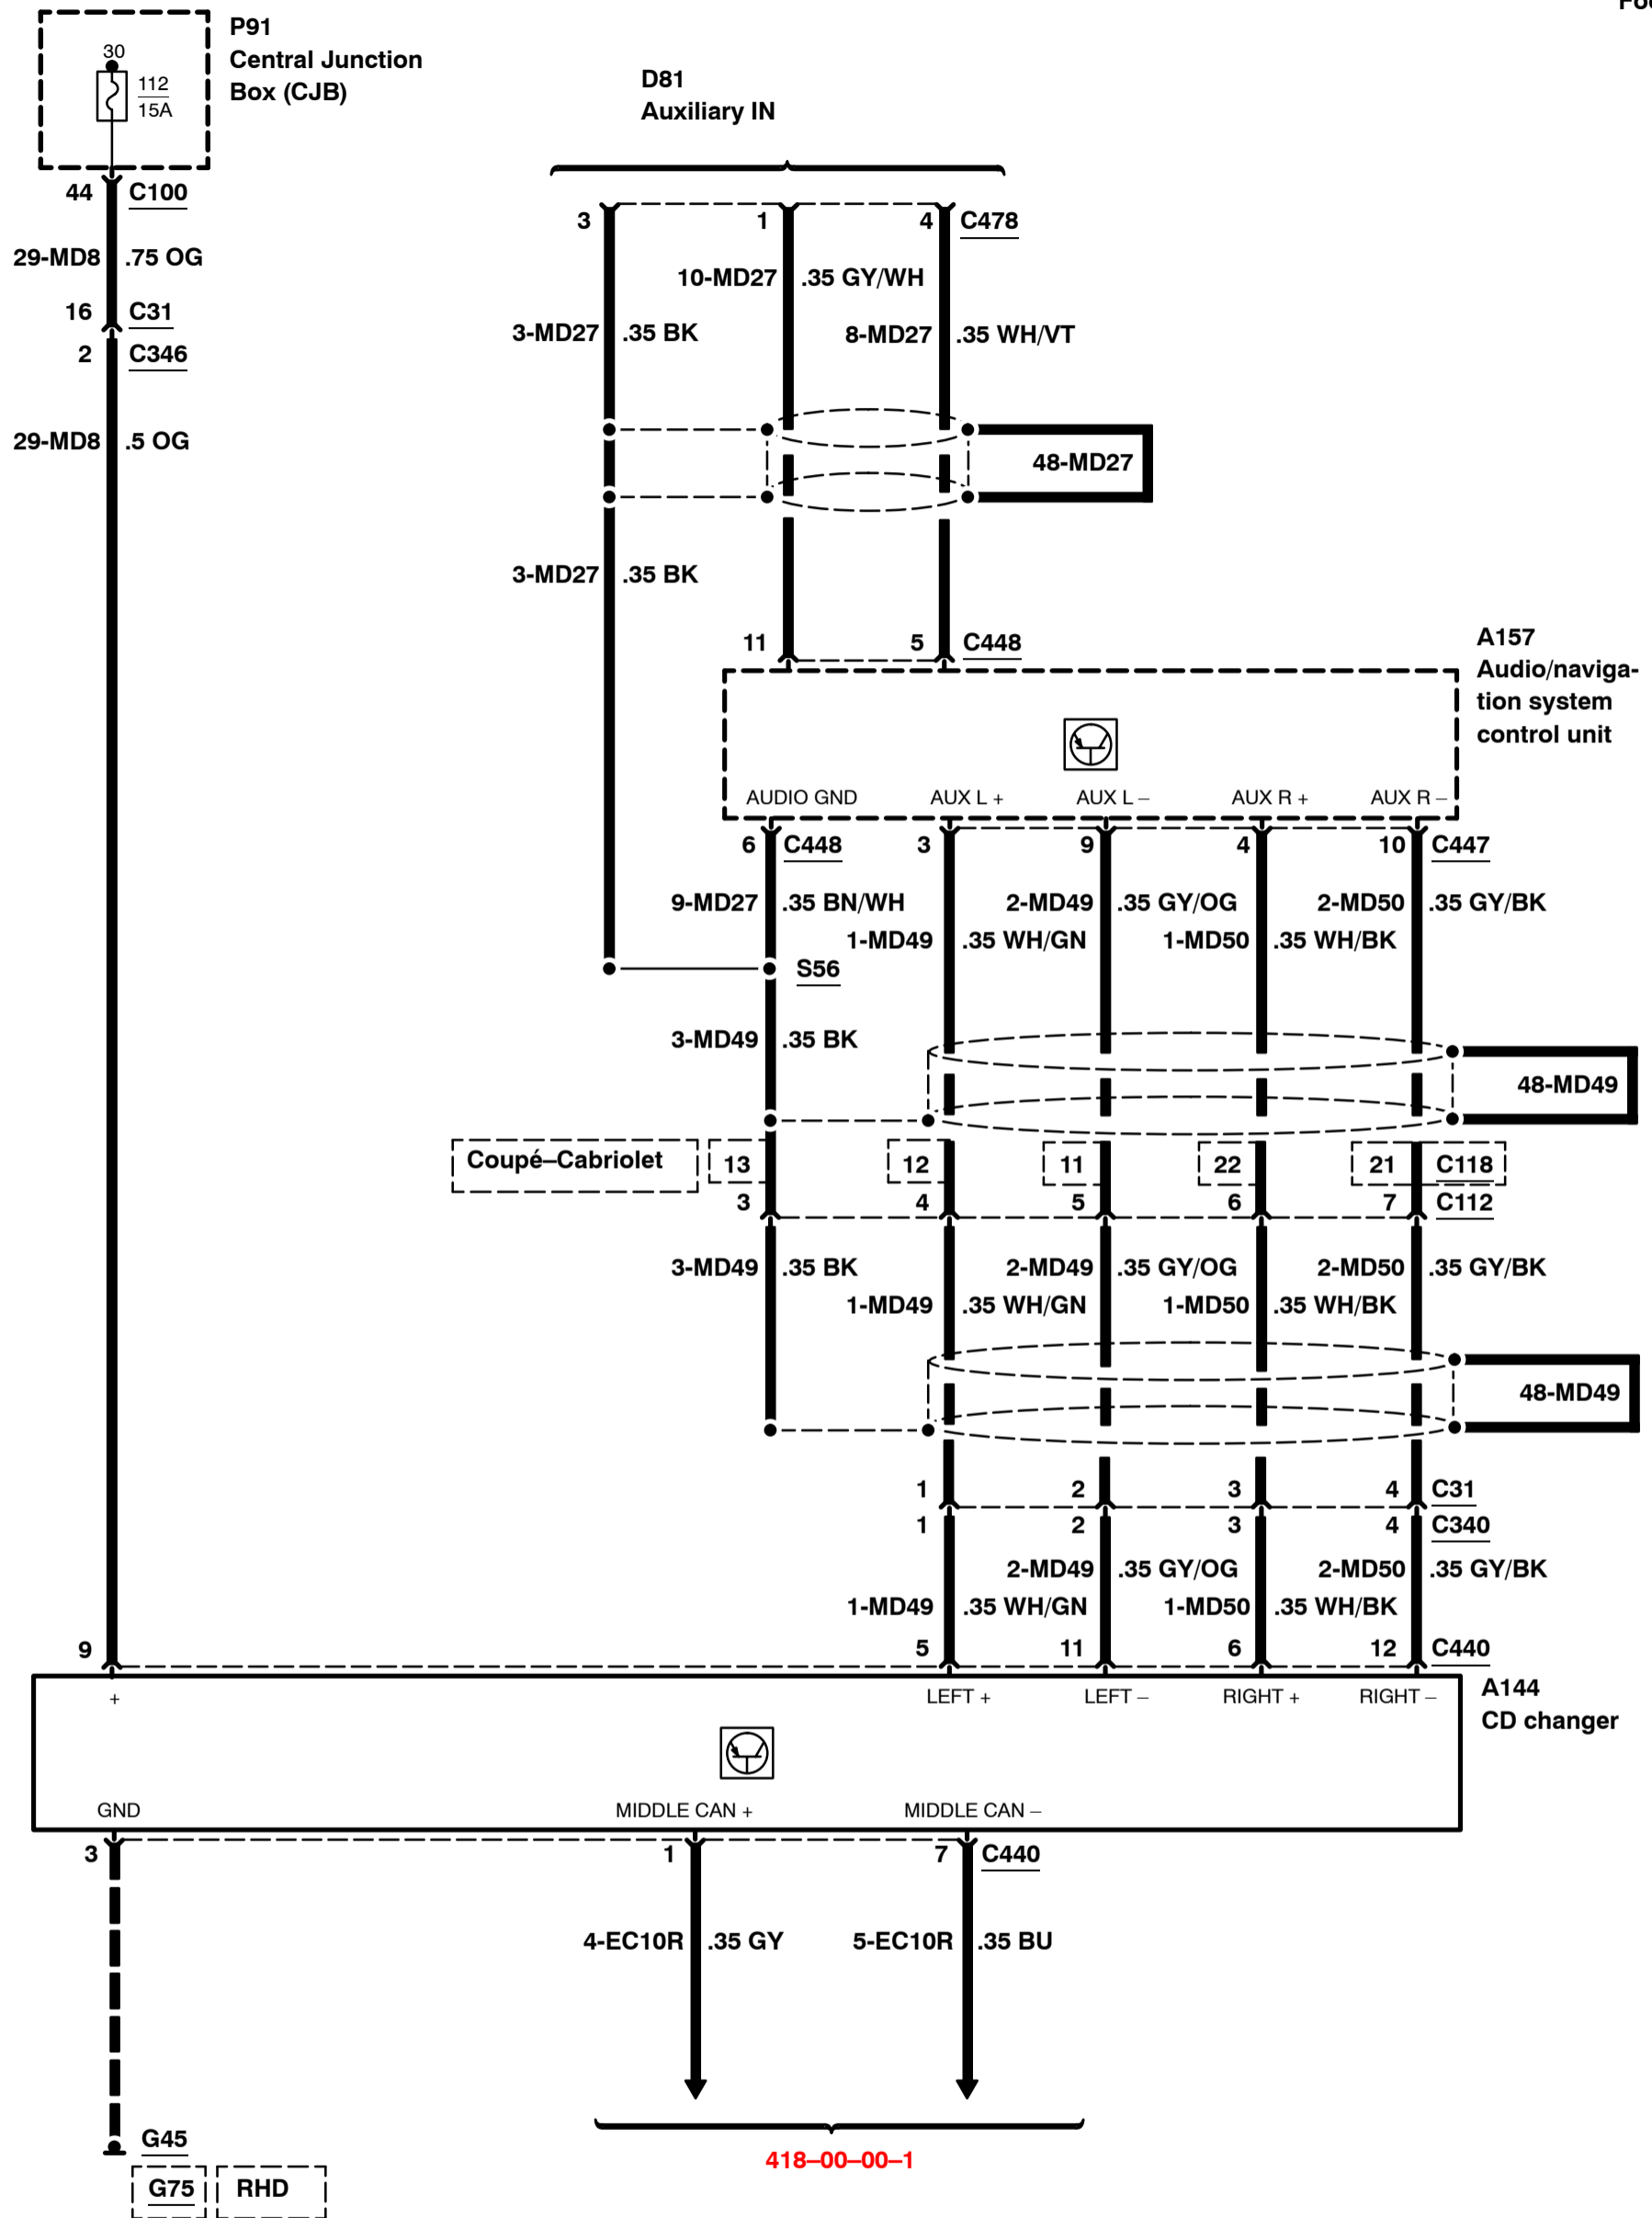 P91
Central Junction
Box (CJB)
30
112
15A
D81
Auxiliary IN
44 C100
3 1 4 C478
29-MD8 .75 OG
10-MD27 .35 GY/WH
16 C31
3-MD27 .35 BK 8-MD27 .35 WH/VT
2 C346
29-MD8 .5 OG
48-MD27
3-MD27 .35 BK
11 5 C448
A157
Audio/naviga-
tion system
control unit
AUDIO GND AUX L + AUX L – AUX R + AUX R –
6 C448 3 9 4 10 C447
9-MD27 .35 BN/WH 2-MD49 .35 GY/OG 2-MD50 .35 GY/BK
1-MD49 .35 WH/GN 1-MD50 .35 WH/BK
S56
3-MD49 .35 BK
48-MD49
Coupé–Cabriolet 13 12 11 22 21 C118
3 4 5 6 7 C112
3-MD49 .35 BK 2-MD49 .35 GY/OG 2-MD50 .35 GY/BK
1-MD49 .35 WH/GN 1-MD50 .35 WH/BK
48-MD49
1 2 3 4 C31
1 2 3 4 C340
2-MD49 .35 GY/OG 2-MD50 .35 GY/BK
1-MD49 .35 WH/GN 1-MD50 .35 WH/BK
9 5 11 6 12 C440
+ LEFT + LEFT – RIGHT + RIGHT –
A144
CD changer
GND MIDDLE CAN + MIDDLE CAN –
3 1 7 C440
4-EC10R .35 GY 5-EC10R .35 BU
G45
418–00–00–1
G75 RHD